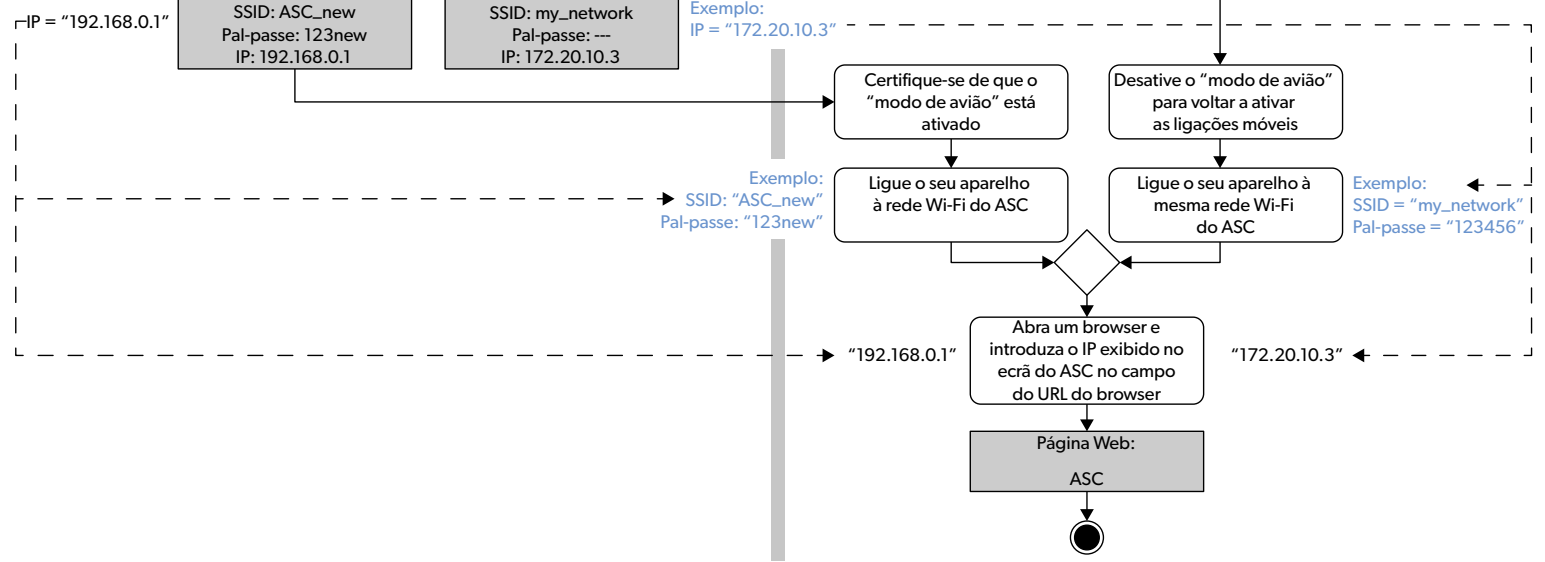 IP = “192.168.0.1”
SSID: ASC_new
Pal-passe: 123new
IP: 192.168.0.1
SSID: my_network
Pal-passe: ---
IP: 172.20.10.3
Exemplo:
IP = “172.20.10.3”
Certifique-se de que o
“modo de avião” está
ativado
Desative o “modo de avião”
para voltar a ativar
as ligações móveis
Exemplo:
SSID: “ASC_new”
Pal-passe: “123new”
Ligue o seu aparelho
à rede Wi-Fi do ASC
Ligue o seu aparelho à
mesma rede Wi-Fi
do ASC
Exemplo:
SSID = “my_network”
Pal-passe = “123456”
“192.168.0.1”
Abra um browser e
introduza o IP exibido no
ecrã do ASC no campo
do URL do browser
“172.20.10.3”
Página Web:
ASC